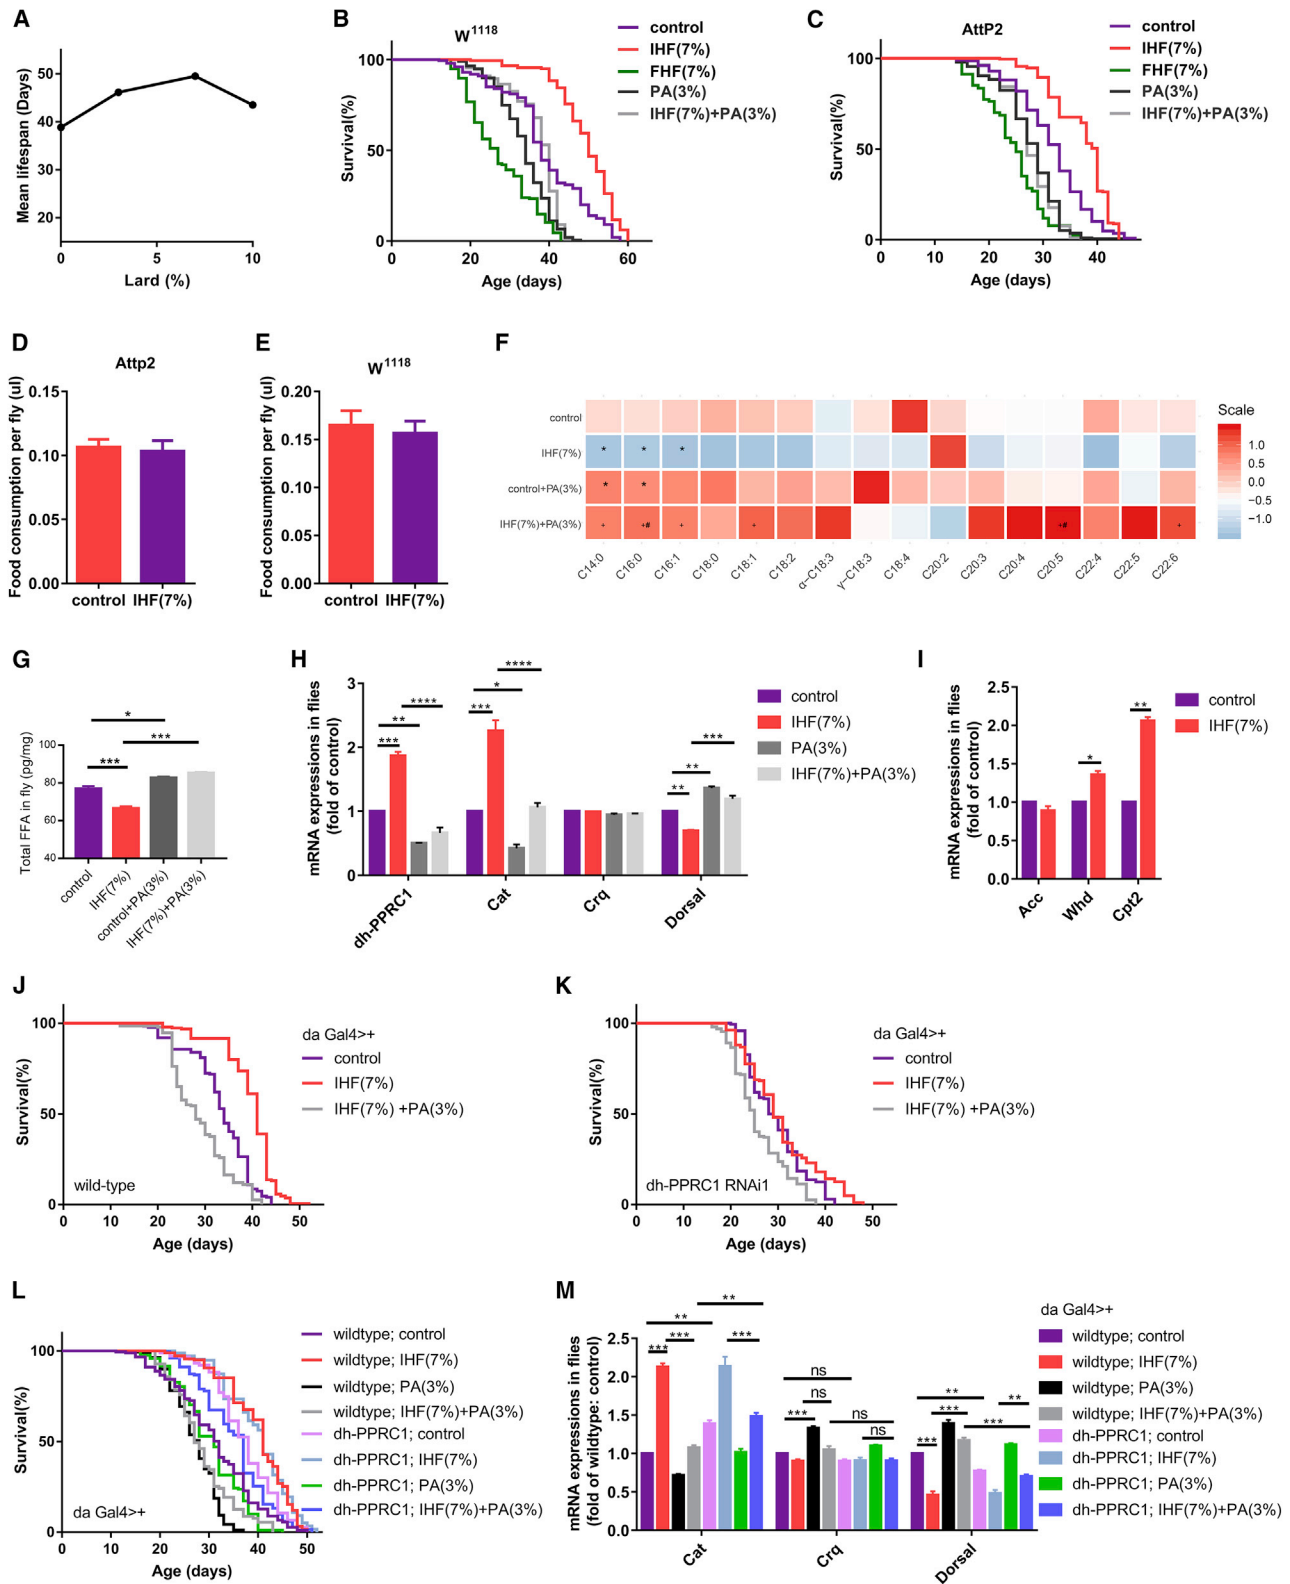 A
Mean lifespan (Days)
50
40
30
20
0
5
10
Lard (%)
B
W1118
Survival(%)
100
50
0
0
20
40
60
Age (days)
control
IHF(7%)
FHF(7%)
PA(3%)
IHF(7%)+PA(3%)
C
AttP2
Survival(%)
100
50
0
0
10
20
30
40
Age (days)
control
IHF(7%)
FHF(7%)
PA(3%)
IHF(7%)+PA(3%)
D
Attp2
Food consumption per fly (ul)
0.15
0.10
0.05
0.00
control IHF(7%)
E
W1118
Food consumption per fly (ul)
0.20
0.15
0.10
0.05
0.00
control IHF(7%)
F
control
IHF(7%) * * *
control+PA(3%) * *
IHF(7%)+PA(3%) + +# + + +# +
C14:0
C16:0
C16:1
C18:0
C18:1
C18:2
α−C18:3
γ−C18:3
C18:4
C20:2
C20:3
C20:4
C20:5
C22:4
C22:5
C22:6
Scale
1.0
0.5
0.0
−0.5
−1.0
G
Total FFA in fly (pg/mg)
100
80
60
40
*
***
***
control
IHF(7%)
control+PA(3%)
IHF(7%)+PA(3%)
H
mRNA expressions in flies
(fold of control)
3
2
1
0
****
**
***
****
*
***
***
**
**
dh-PPRC1
Cat
Crq
Dorsal
control
IHF(7%)
PA(3%)
IHF(7%)+PA(3%)
I
mRNA expressions in flies
(fold of control)
2.5
2.0
1.5
1.0
0.5
0.0
*
**
Acc
Whd
Cpt2
control
IHF(7%)
J
Survival(%)
100
50
0
wild-type
0
10
20
30
40
50
Age (days)
da Gal4>+
control
IHF(7%)
IHF(7%) +PA(3%)
K
Survival(%)
100
50
0
dh-PPRC1 RNAi1
0
10
20
30
40
50
Age (days)
da Gal4>+
control
IHF(7%)
IHF(7%) +PA(3%)
L
Survival(%)
100
50
0
da Gal4>+
0
10
20
30
40
50
Age (days)
wildtype; control
wildtype; IHF(7%)
wildtype; PA(3%)
wildtype; IHF(7%)+PA(3%)
dh-PPRC1; control
dh-PPRC1; IHF(7%)
dh-PPRC1; PA(3%)
dh-PPRC1; IHF(7%)+PA(3%)
M
mRNA expressions in flies
(fold of wildtype: control)
2.5
2.0
1.5
1.0
0.5
0.0
**
**
***
***
***
ns
ns
***
ns
ns
**
**
***
***
***
Cat
Crq
Dorsal
da Gal4>+
wildtype; control
wildtype; IHF(7%)
wildtype; PA(3%)
wildtype; IHF(7%)+PA(3%)
dh-PPRC1; control
dh-PPRC1; IHF(7%)
dh-PPRC1; PA(3%)
dh-PPRC1; IHF(7%)+PA(3%)